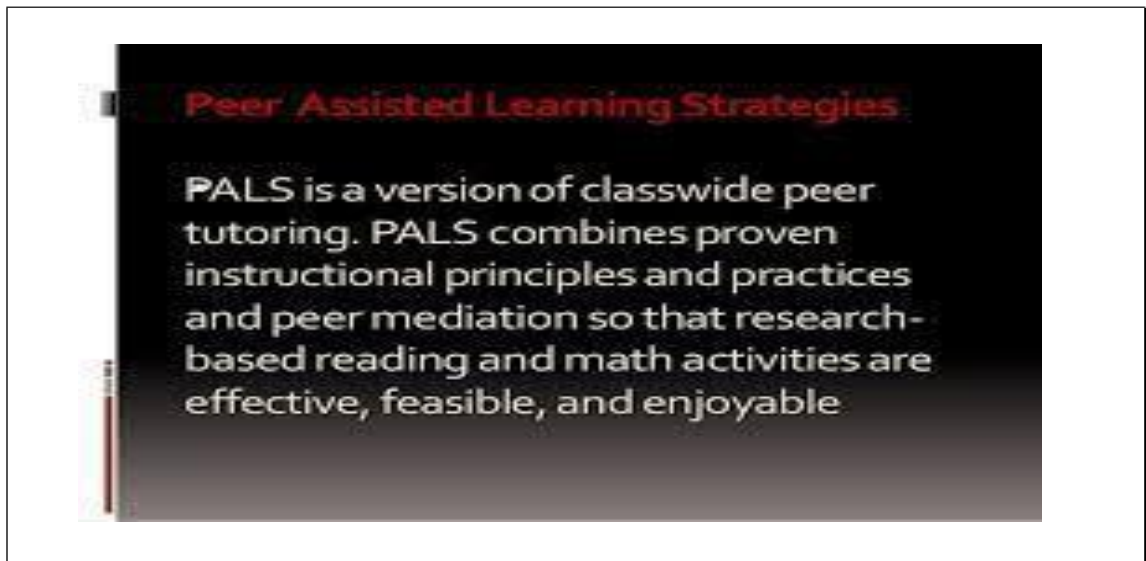 Peer Assisted Learning Strategies
PALS is a version of classwide peer
tutoring. PALS combines proven
instructional principles and practices
and peer mediation so that research-
based reading and math activities are
effective, feasible, and enjoyable